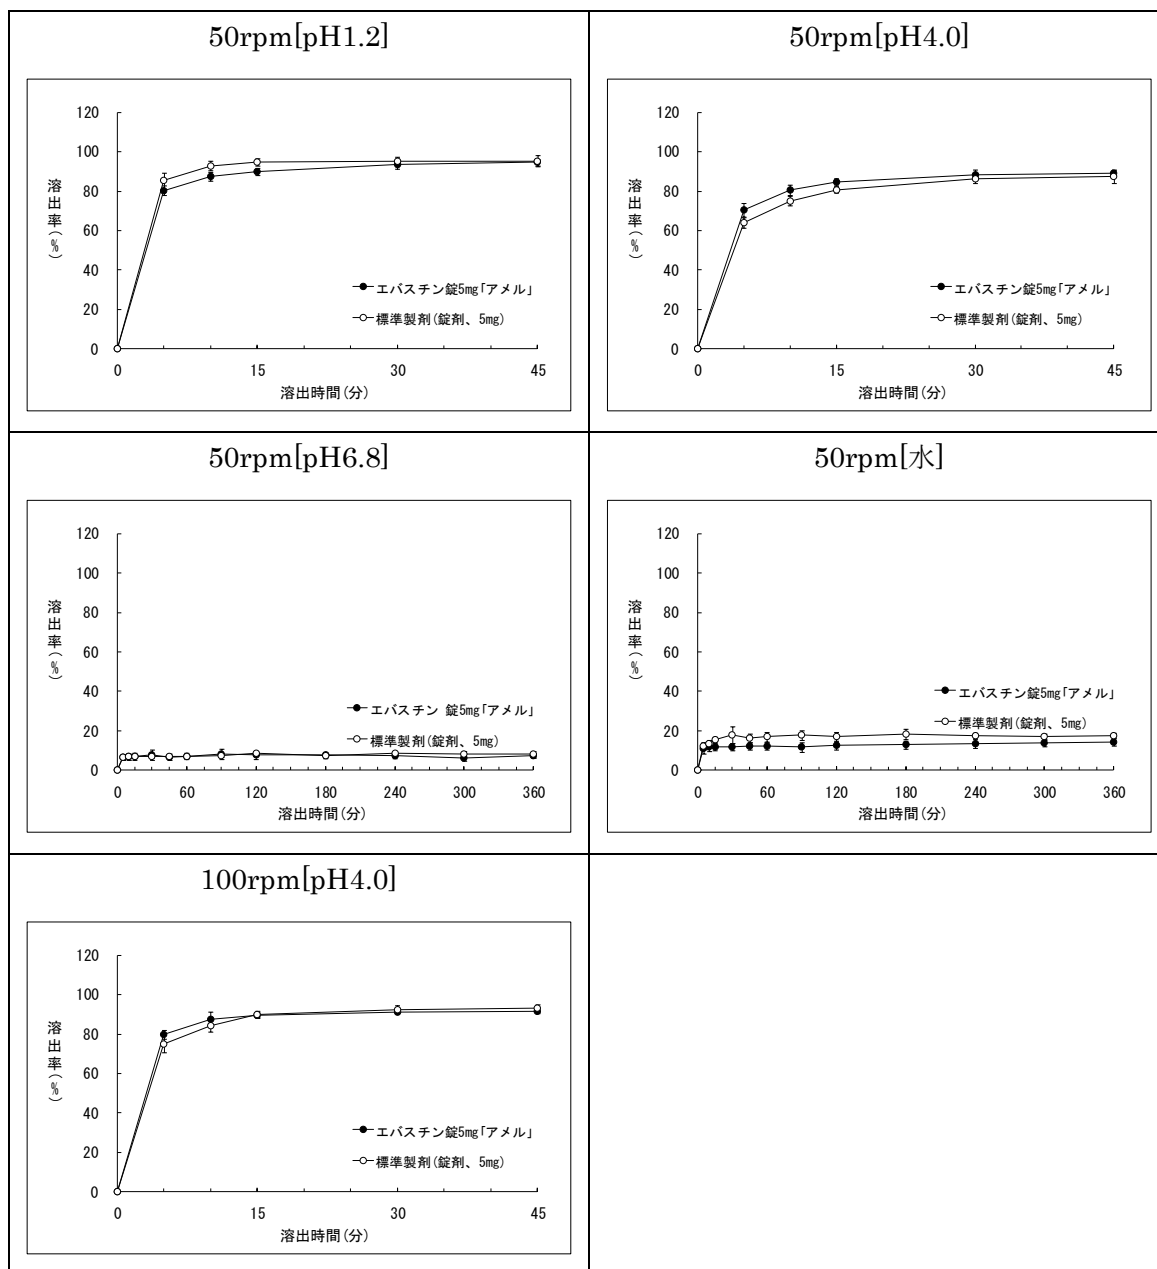 50rpm[pH1.2]
120
100
80
60
40
20
0
溶出率(%)
エバスチン錠5mg「アメル」
標準製剤(錠剤、5mg)
0 15 30 45
溶出時間(分)
50rpm[pH4.0]
120
100
80
60
40
20
0
溶出率(%)
エバスチン錠5mg「アメル」
標準製剤(錠剤、5mg)
0 15 30 45
溶出時間(分)
50rpm[pH6.8]
120
100
80
60
40
20
0
溶出率(%)
エバスチン 錠5mg「アメル」
標準製剤(錠剤、5mg)
0 60 120 180 240 300 360
溶出時間(分)
50rpm[水]
120
100
80
60
40
20
0
溶出率(%)
エバスチン錠5mg「アメル」
標準製剤(錠剤、5mg)
0 60 120 180 240 300 360
溶出時間(分)
100rpm[pH4.0]
120
100
80
60
40
20
0
溶出率(%)
エバスチン錠5mg「アメル」
標準製剤(錠剤、5mg)
0 15 30 45
溶出時間(分)